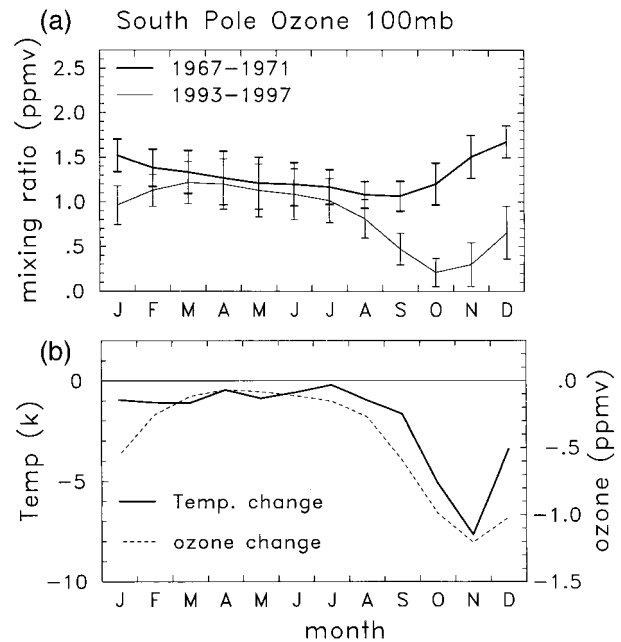 (a) South Pole Ozone 100mb
mixing ratio (ppmv)
2.5
2.0
1.5
1.0
.5
.0
1967–1971
1993–1997
J F M A M J J A S O N D
(b)
Temp (k)
0
−5
−10
Temp. change
ozone change
.0
−.5
−1.0
−1.5
ozone (ppmv)
J F M A M J J A S O N D
month